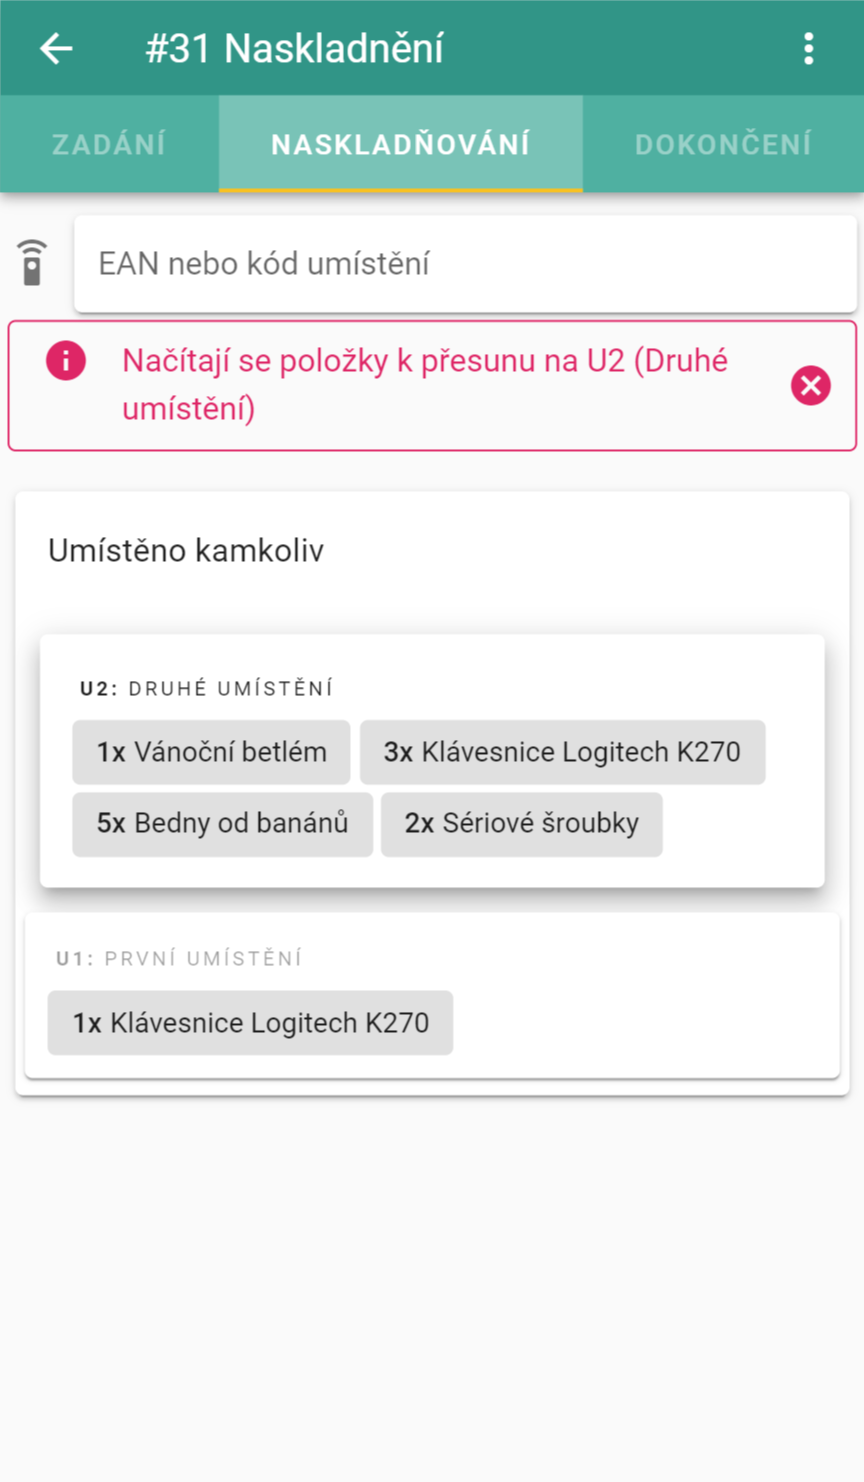 #31 Naskladnění
ZADÁNÍ NASKLADŇOVÁNÍ DOKONČENÍ
EAN nebo kód umístění
Načítají se položky k přesunu na U2 (Druhé
umístění)
Umístěno kamkoliv
U2: DRUHÉ UMÍSTĚNÍ
1x Vánoční betlém 3x Klávesnice Logitech K270
5x Bedny od banánů 2x Sériové šroubky
U1: PRVNÍ UMÍSTĚNÍ
1x Klávesnice Logitech K270